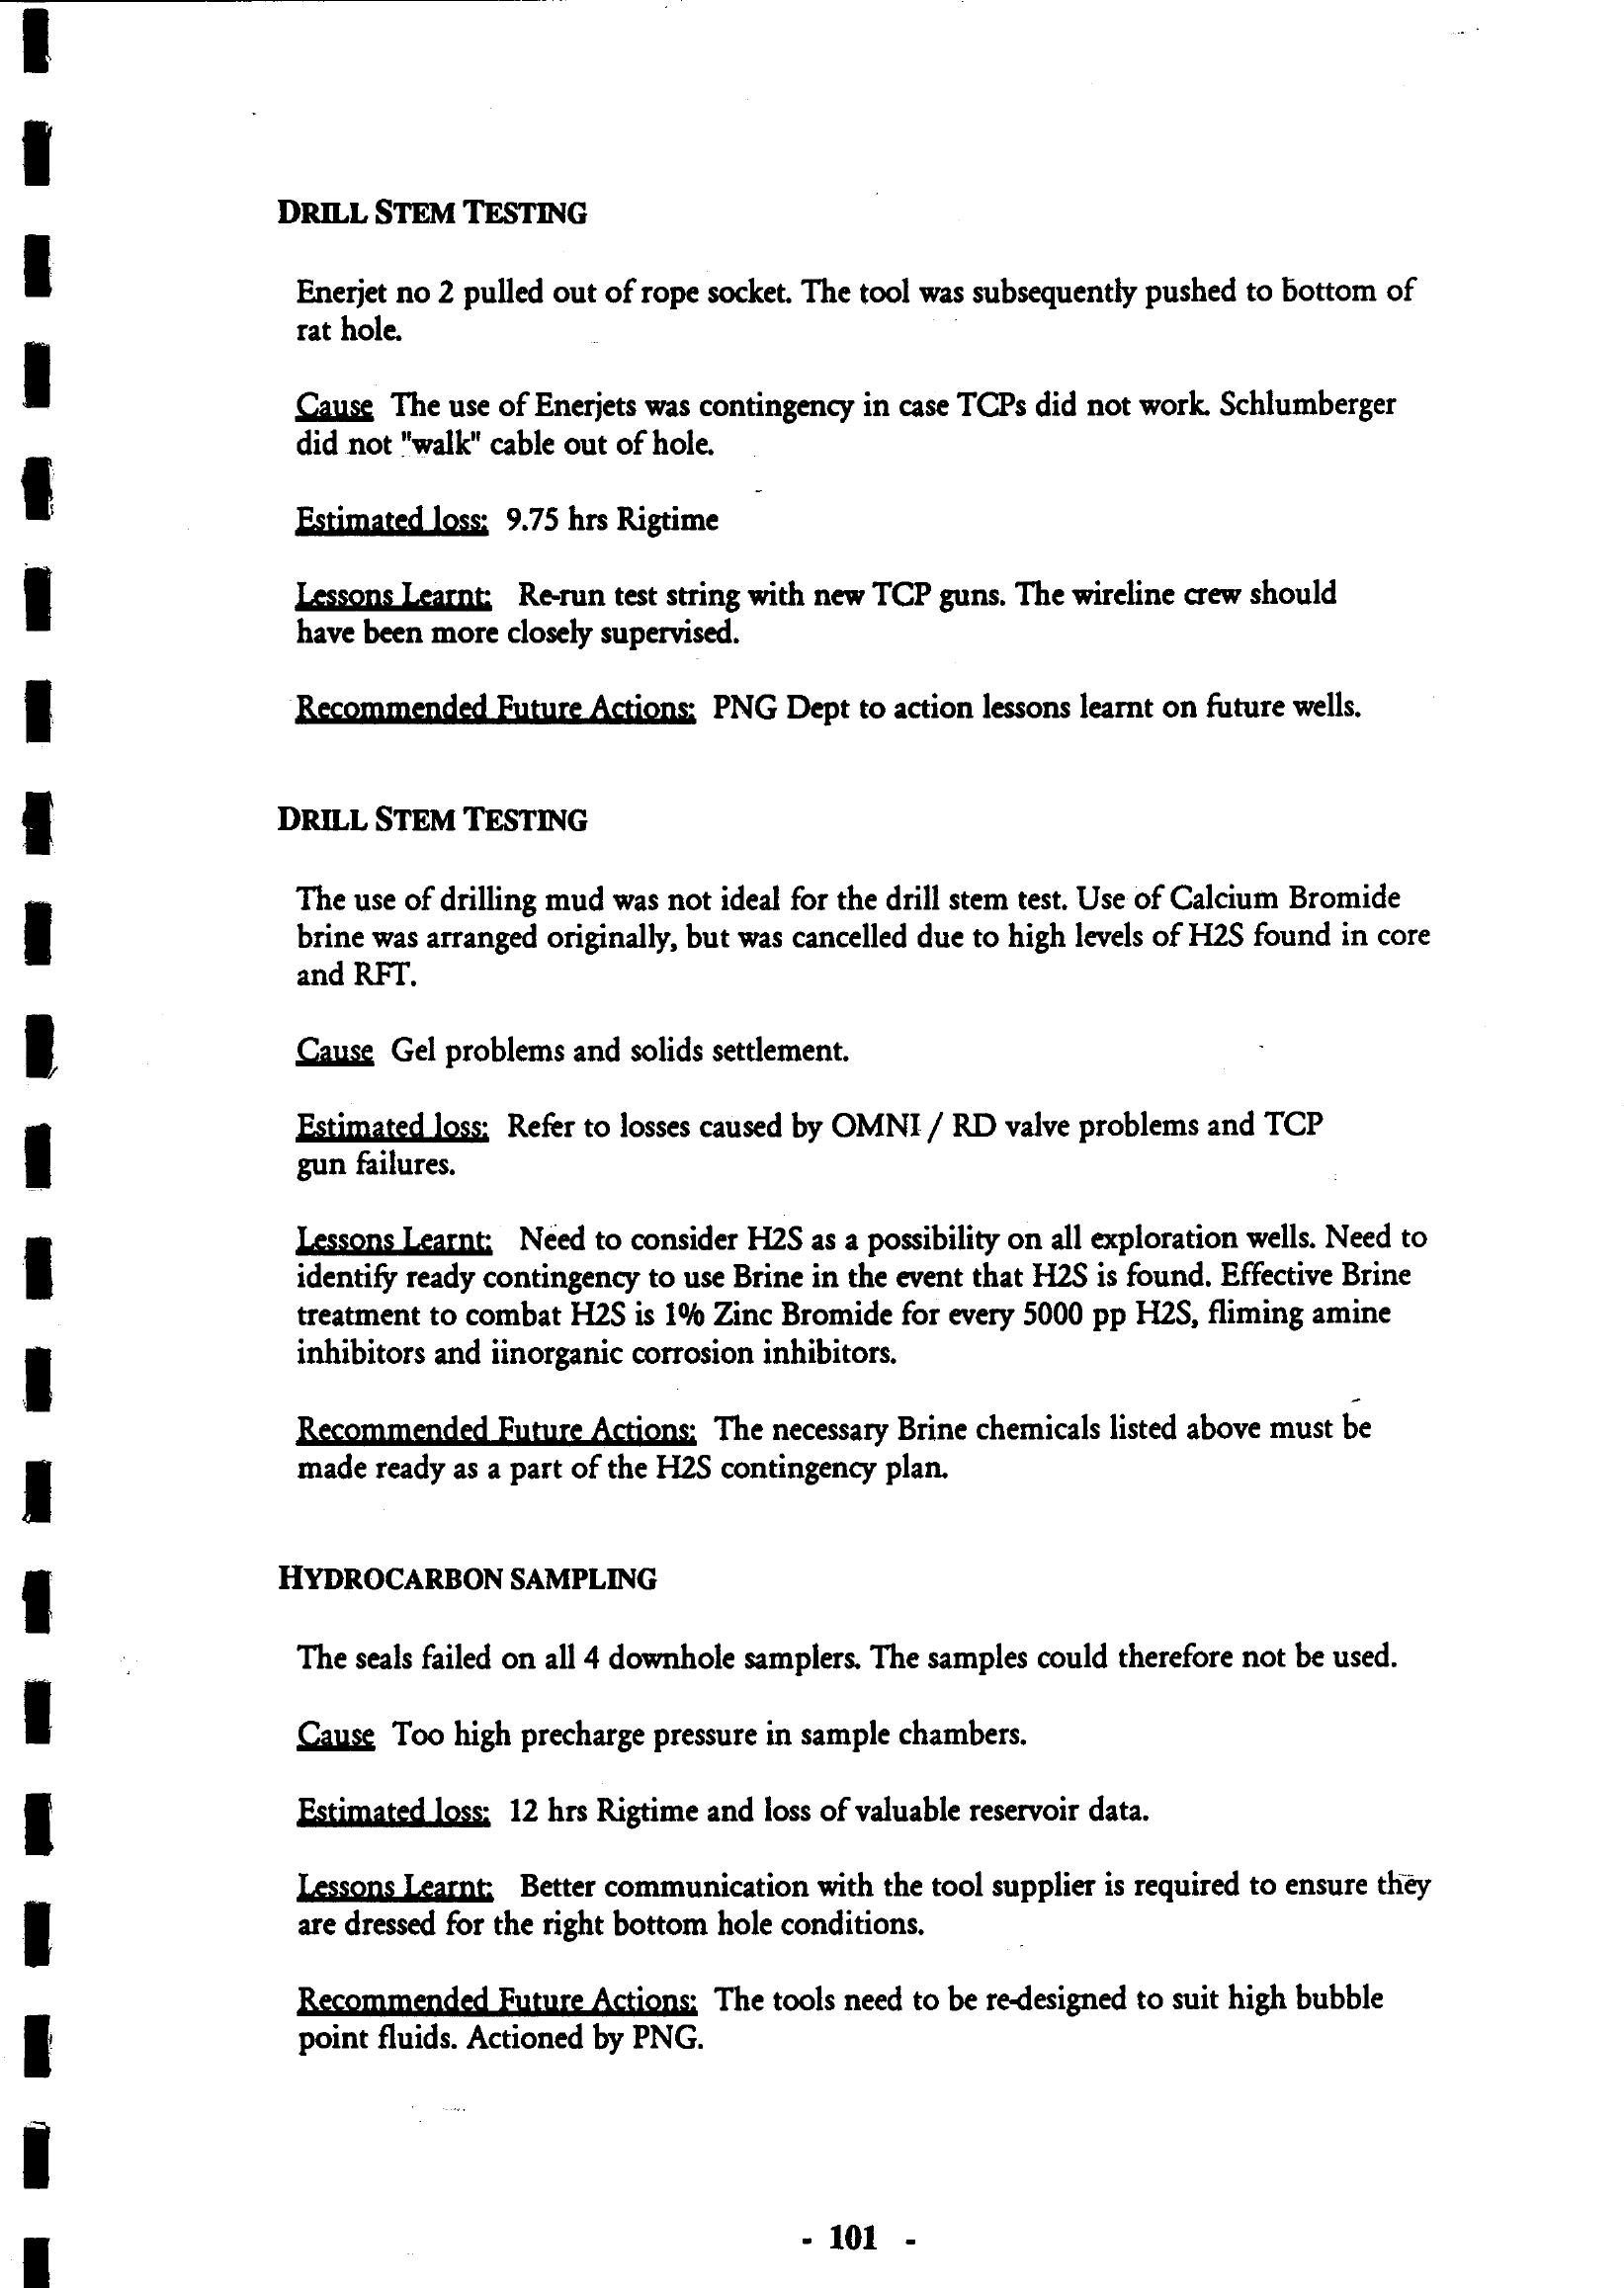 DRILL STEM TESTING
Enerjet no 2 pulled out of rope socket. The tool was subsequently pushed to bottom of
rat hole.
Cause The use of Enerjets was contingency in case TCPs did not work. Schlumberger
did not "walk" cable out of hole.
Estimated loss: 9.75 hrs Rigtime
Lessons Learnt: Re-run test string with new TCP guns. The wireline crew should
have been more closely supervised.
Recommended Future Actions: PNG Dept to action lessons learnt on future wells.
DRILL STEM TESTING
The use of drilling mud was not ideal for the drill stem test. Use of Calcium Bromide
brine was arranged originally, but was cancelled due to high levels of H2S found in core
and RFT.
Cause Gel problems and solids settlement.
Estimated loss: Refer to losses caused by OMNI / RD valve problems and TCP
gun failures.
Lessons Learnt: Need to consider H2S as a possibility on all exploration wells. Need to
identify ready contingency to use Brine in the event that H2S is found. Effective Brine
treatment to combat H2S is 1% Zinc Bromide for every 5000 pp H2S, fliming amine
inhibitors and iinorganic corrosion inhibitors.
Recommended Future Actions: The necessary Brine chemicals listed above must be
made ready as a part of the H2S contingency plan.
HYDROCARBON SAMPLING
The seals failed on all 4 downhole samplers. The samples could therefore not be used.
Cause Too high precharge pressure in sample chambers.
Estimated loss: 12 hrs Rigtime and loss of valuable reservoir data.
Lessons Learnt: Better communication with the tool supplier is required to ensure they
are dressed for the right bottom hole conditions.
Recommended Future Actions: The tools need to be re-designed to suit high bubble
point fluids. Actioned by PNG.
- 101 -